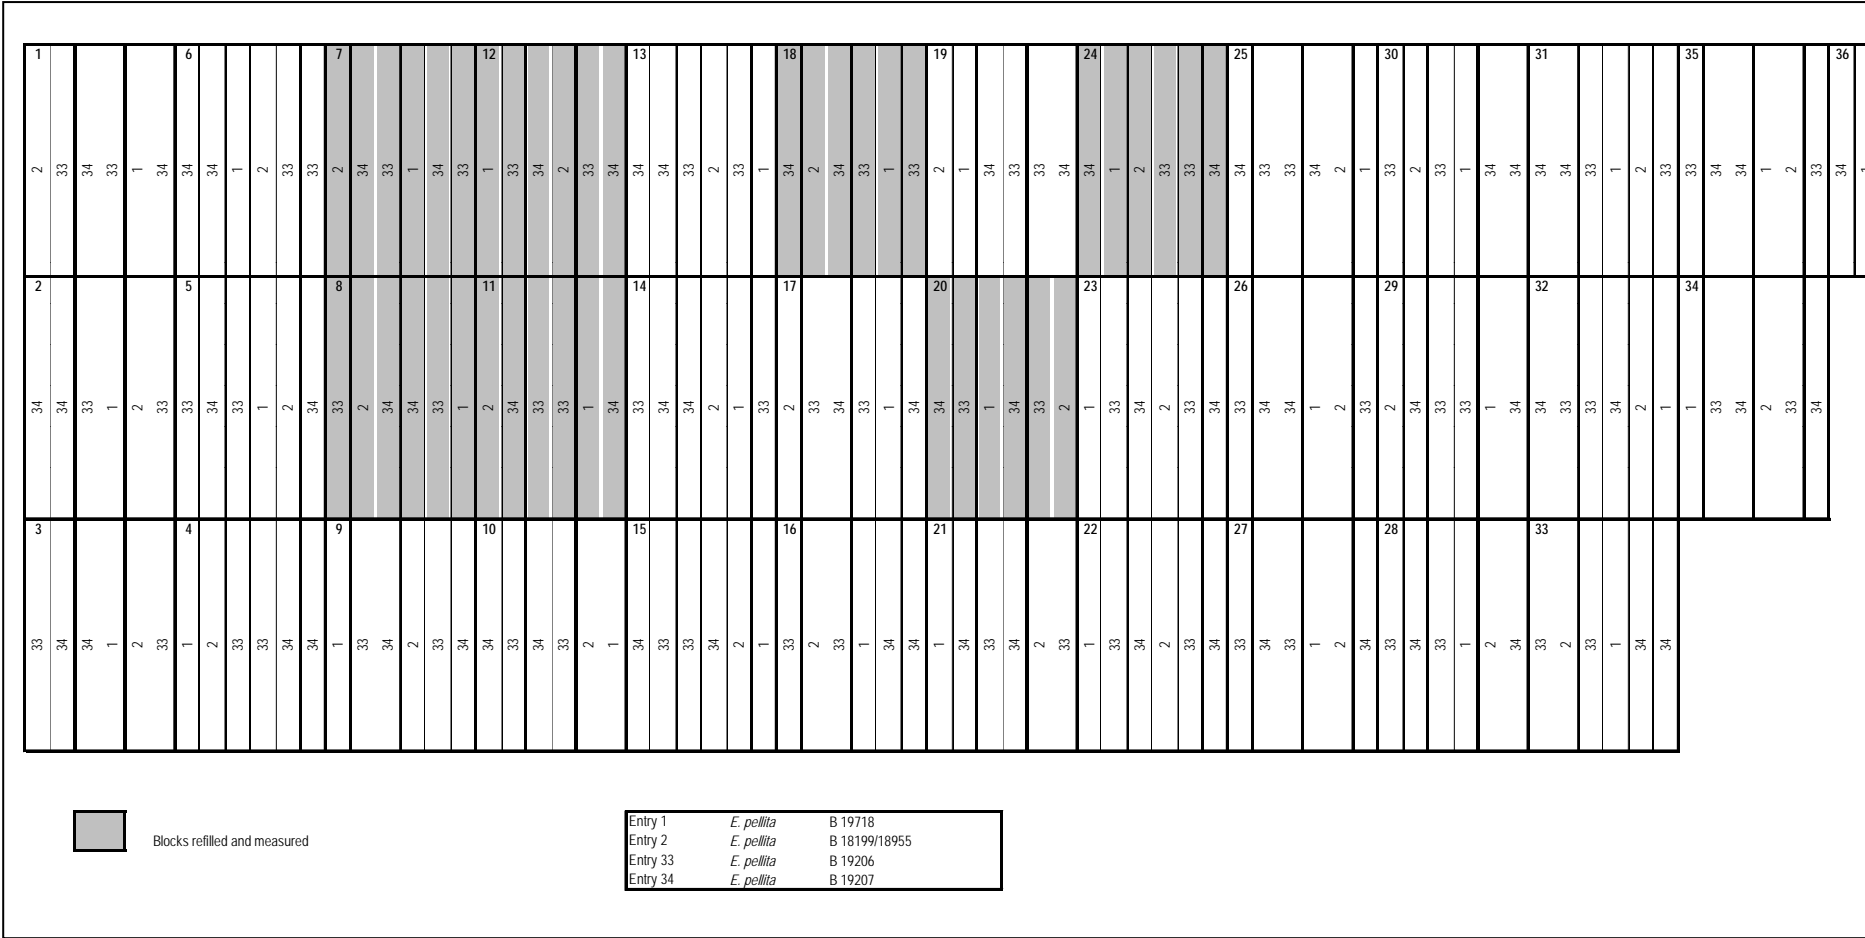 1 6 7 12 13 18 19 24 25 30 31 35 36
2 33 34 33 1 34 34 34 1 2 33 33 2 34 33 1 34 33 1 33 34 2 33 34 34 34 33 2 33 1 34 2 34 33 1 33 2 1 34 33 33 34 34 1 2 33 33 34 34 33 33 34 2 1 33 2 33 1 34 34 34 34 33 1 2 33 33 34 34 1 2 33 34 1
2 5 8 11 14 17 20 23 26 29 32 34
34 34 33 1 2 33 33 34 33 1 2 34 33 2 34 34 33 1 2 34 33 33 1 34 33 34 34 2 1 33 2 33 34 33 1 34 34 33 1 34 33 2 1 33 34 2 33 34 33 34 34 1 2 33 2 34 33 33 1 34 34 33 33 34 2 1 1 33 34 2 33 34
3 4 9 10 15 16 21 22 27 28 33
33 34 34 1 2 33 1 2 33 33 34 34 1 33 34 2 33 34 34 33 34 33 2 1 34 33 33 34 2 1 33 2 33 1 34 34 1 34 33 34 2 33 1 33 34 2 33 34 33 34 33 1 2 34 33 34 33 1 2 34 33 2 33 1 34 34
Blocks refilled and measured
Entry 1 E. pellita B 19718
Entry 2 E. pellita B 18199/18955
Entry 33 E. pellita B 19206
Entry 34 E. pellita B 19207